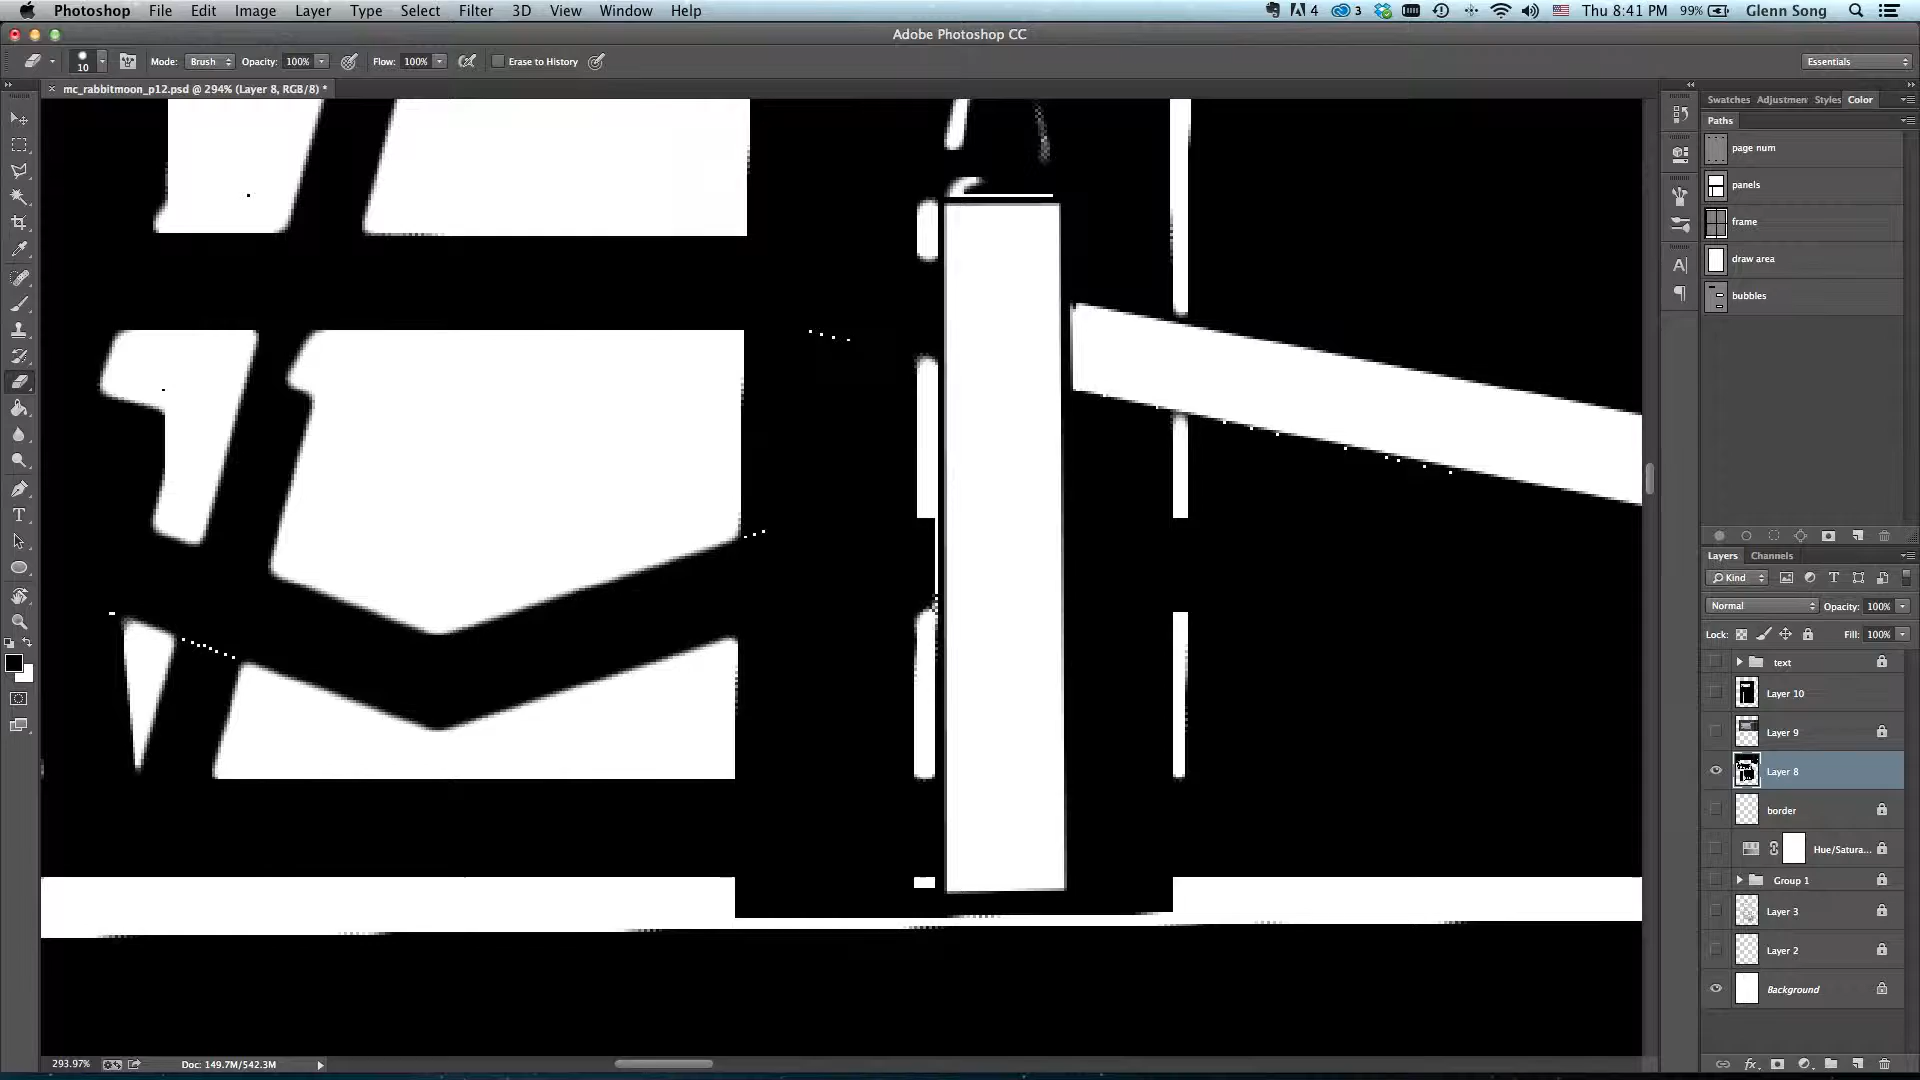 Photoshop File Edit Image Layer Type Select Filter 3D View Window Help 4 3 Thu 8:41 PM 99% Glenn Song
Adobe Photoshop CC
10 Mode: Brush Opacity: 100% Flow: 100% Erase to History Essentials
mc_rabbitmoon_p12.psd @ 294% (Layer 8, RGB/8) *
Swatches Adjustmen Styles Color
Paths
page num
panels
frame
draw area
bubbles
Layers Channels
Kind
Normal Opacity: 100%
Lock: Fill: 100%
text
Layer 10
Layer 9
Layer 8
border
Hue/Satura...
Group 1
Layer 3
Layer 2
Background
293.97% Doc: 149.7M/542.3M